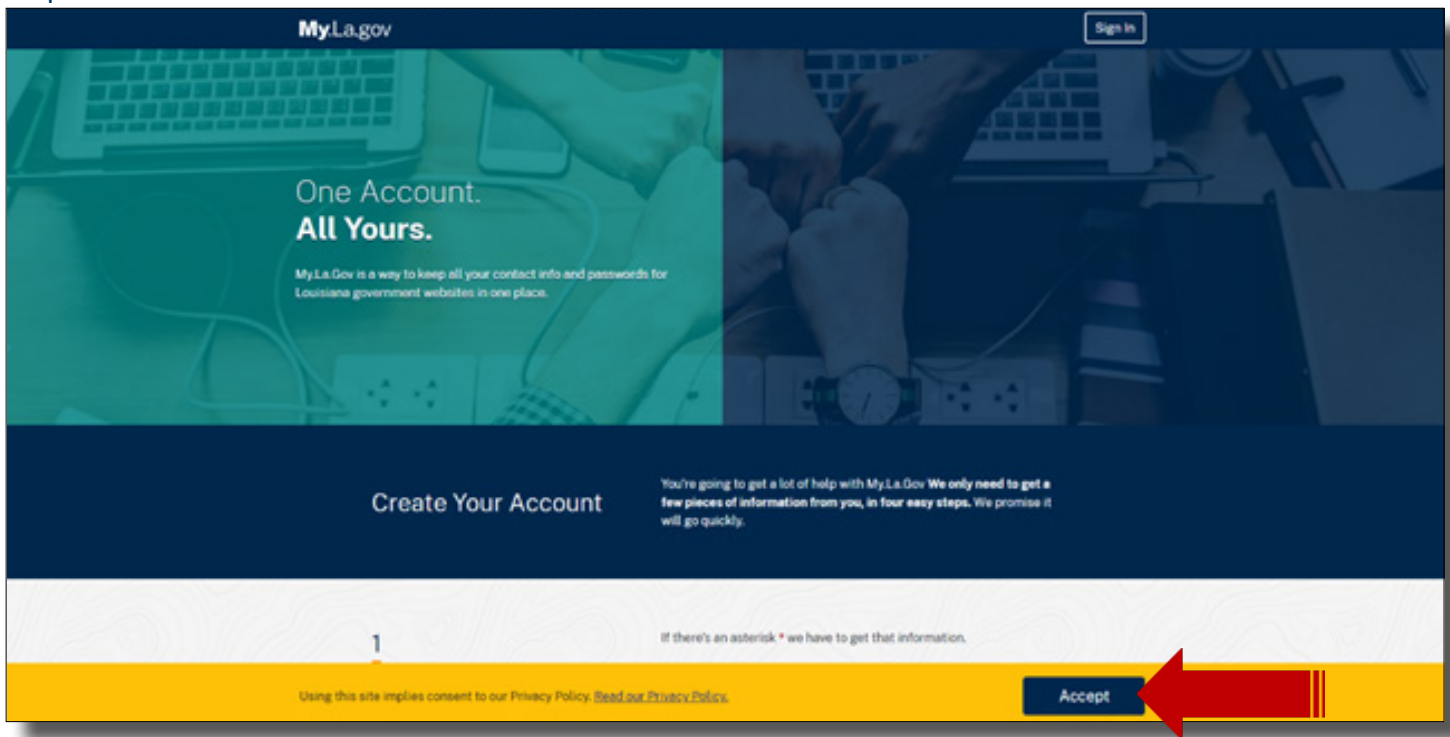 My.La.gov
Sign In
One Account.
All Yours.
My.La.Gov is a way to keep all your contact info and passwords for
Louisiana government websites in one place.
Create Your Account
You're going to get a lot of help with My.La.Gov We only need to get a
few pieces of information from you, in four easy steps. We promise it
will go quickly.
1
If there's an asterisk * we have to get that information.
Using this site implies consent to our Privacy Policy. Read our Privacy Policy.
Accept